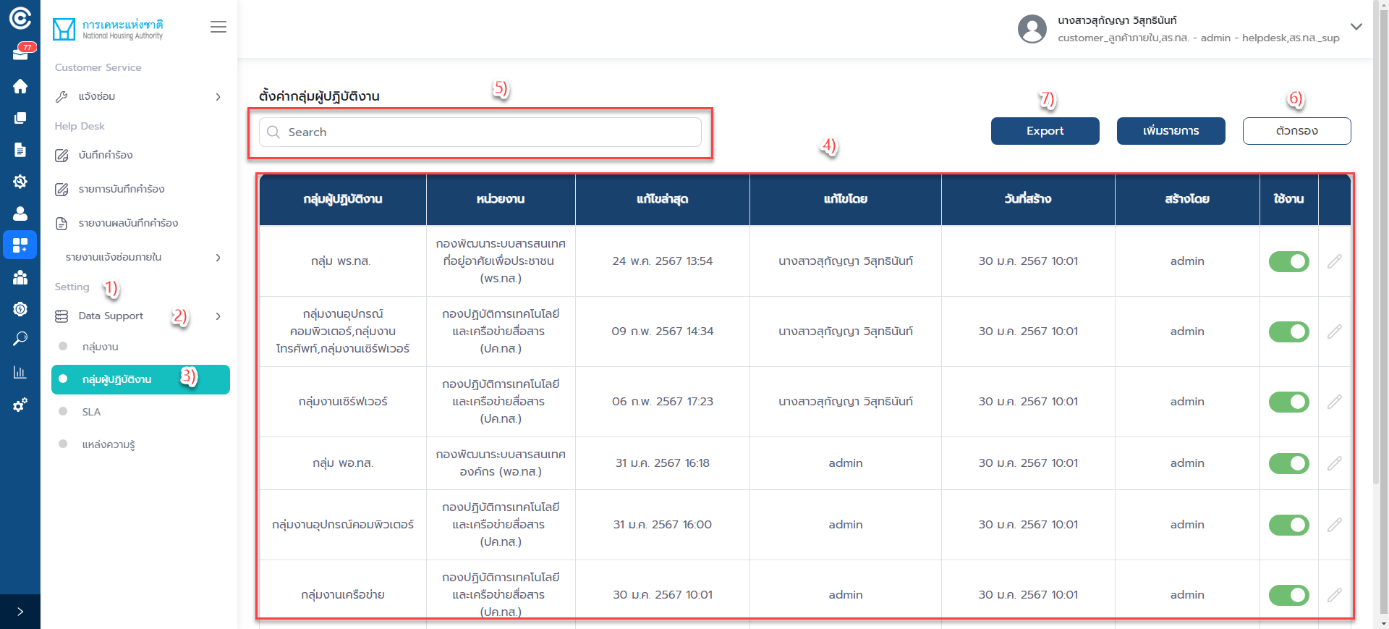 77
การเคหะแห่งชาติ
National Housing Authority
Customer Service
แจ้งซ่อม
Help Desk
บันทึกคำร้อง
รายการบันทึกคำร้อง
รายงานผลบันทึกคำร้อง
รายงานแจ้งซ่อมภายใน
Setting 1)
Data Support 2)
กลุ่มงาน
กลุ่มผู้ปฏิบัติงาน 3)
SLA
แหล่งความรู้
นางสาวสุกัญญา วิสุทธินันท์
customer_ลูกค้าภายใน,สร.ทส. - admin - helpdesk,สร.ทส._sup
ตั้งค่ากลุ่มผู้ปฏิบัติงาน
5)
Search
7)
6)
Export
เพิ่มรายการ
ตัวกรอง
4)
กลุ่มผู้ปฏิบัติงาน หน่วยงาน แก้ไขล่าสุด แก้ไขโดย วันที่สร้าง สร้างโดย ใช้งาน
กองพัฒนาระบบสารสนเทศ
กลุ่ม พร.ทส. ที่อยู่อาศัยเพื่อประชาชน 24 พ.ค. 2567 13:54 นางสาวสุกัญญา วิสุทธินันท์ 30 ม.ค. 2567 10:01 admin
(พร.ทส.)
กลุ่มงานอุปกรณ์ กองปฏิบัติการเทคโนโลยี
คอมพิวเตอร์,กลุ่มงาน และเครือข่ายสื่อสาร 09 ก.พ. 2567 14:34 นางสาวสุกัญญา วิสุทธินันท์ 30 ม.ค. 2567 10:01 admin
โทรศัพท์,กลุ่มงานเซิร์ฟเวอร์ (ปค.ทส.)
กองปฏิบัติการเทคโนโลยี
กลุ่มงานเซิร์ฟเวอร์ และเครือข่ายสื่อสาร 06 ก.พ. 2567 17:23 นางสาวสุกัญญา วิสุทธินันท์ 30 ม.ค. 2567 10:01 admin
(ปค.ทส.)
กองพัฒนาระบบสารสนเทศ
กลุ่ม พอ.ทส. องค์กร (พอ.ทส.) 31 ม.ค. 2567 16:18 admin 30 ม.ค. 2567 10:01 admin
กองปฏิบัติการเทคโนโลยี
กลุ่มงานอุปกรณ์คอมพิวเตอร์ และเครือข่ายสื่อสาร 31 ม.ค. 2567 16:00 admin 30 ม.ค. 2567 10:01 admin
(ปค.ทส.)
กองปฏิบัติการเทคโนโลยี
กลุ่มงานเครือข่าย และเครือข่ายสื่อสาร 30 ม.ค. 2567 10:01 admin 30 ม.ค. 2567 10:01 admin
(ปค.ทส.)